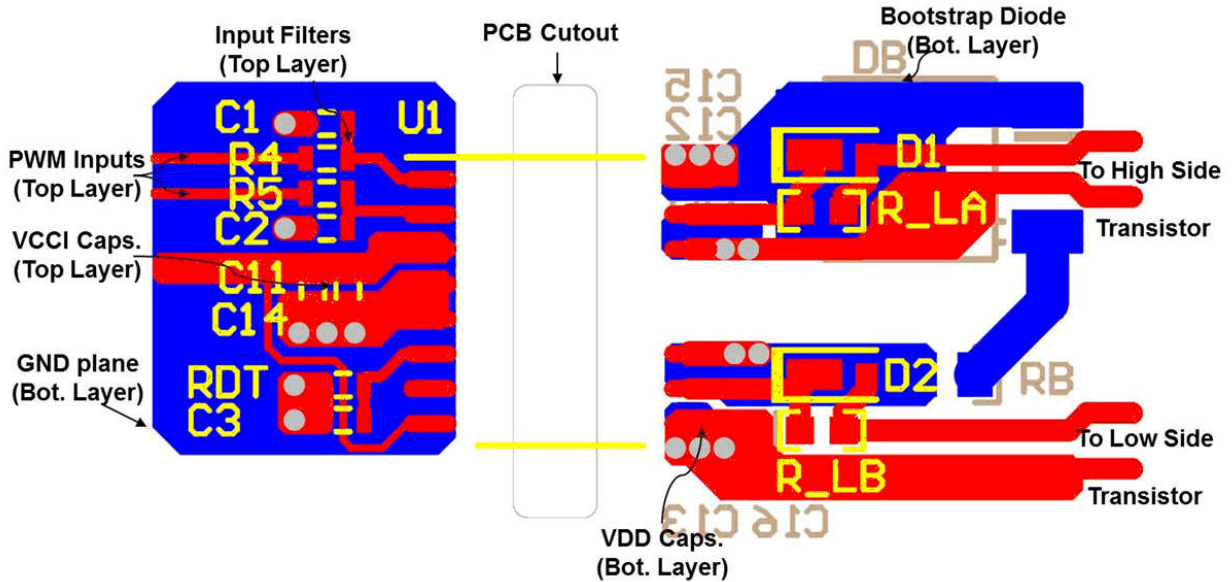 Input Filters
(Top Layer)
PCB Cutout
Bootstrap Diode
(Bot. Layer)
DB
C15
C12
C1
U1
PWM Inputs
(Top Layer)
R4
R5
C2
D1
To High Side
R_LA
Transistor
VCCI Caps.
(Top Layer)
C11
C14
GND plane
(Bot. Layer)
RDT
C3
D2
RB
To Low Side
R_LB
Transistor
C13
C16
VDD Caps.
(Bot. Layer)